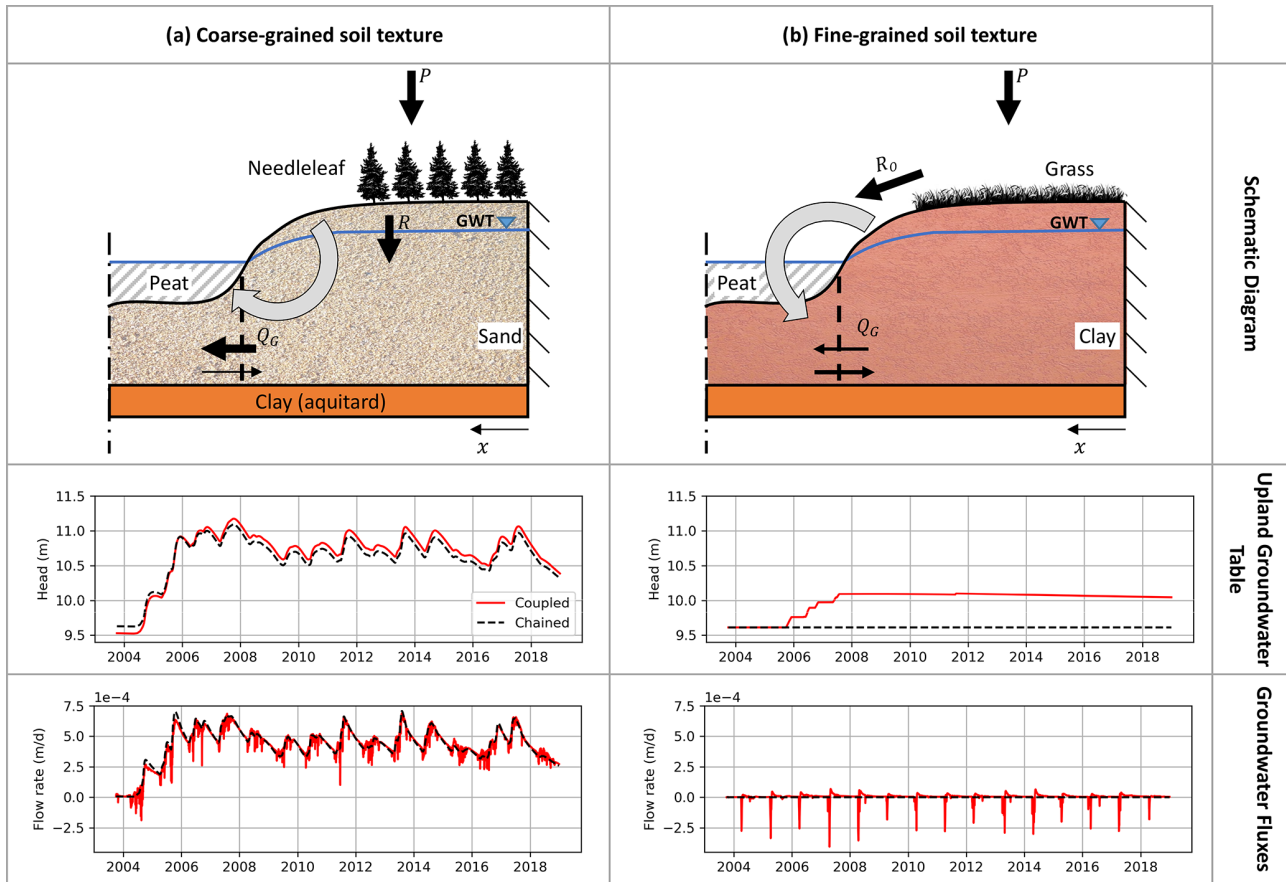 (a) Coarse-grained soil texture
(b) Fine-grained soil texture
P
Needleleaf
GWT
R
Peat
Q_G
Sand
Clay (aquitard)
x
P
R_0
Grass
GWT
Peat
Q_G
Clay
x
Schematic Diagram
11.5
11.0
10.5
10.0
9.5
Head (m)
Coupled
Chained
2004 2006 2008 2010 2012 2014 2016 2018
11.5
11.0
10.5
10.0
9.5
Head (m)
2004 2006 2008 2010 2012 2014 2016 2018
Upland Groundwater
Table
1e−4
7.5
5.0
2.5
0.0
−2.5
Flow rate (m/d)
2004 2006 2008 2010 2012 2014 2016 2018
1e−4
7.5
5.0
2.5
0.0
−2.5
Flow rate (m/d)
2004 2006 2008 2010 2012 2014 2016 2018
Groundwater Fluxes